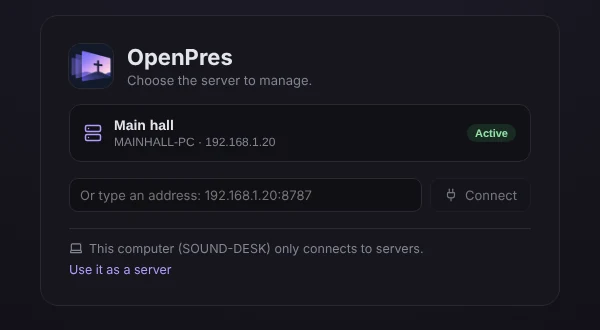 OpenPres
Choose the server to manage.
Main hall
MAINHALL-PC · 192.168.1.20
Active
Or type an address: 192.168.1.20:8787
Connect
This computer (SOUND-DESK) only connects to servers.
Use it as a server